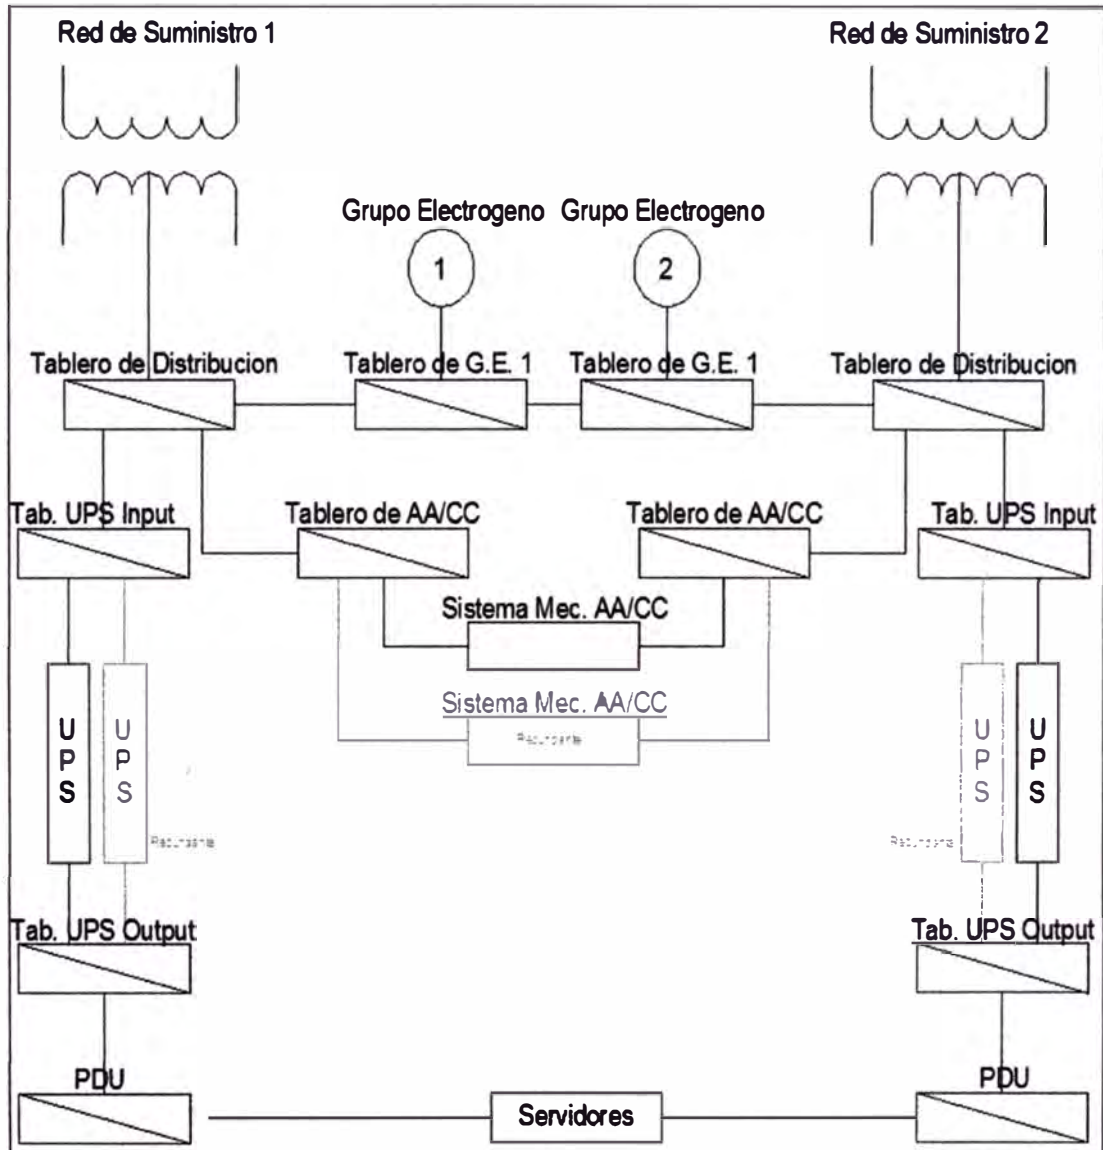 Red de Suministro 1
Red de Suministro 2
Grupo Electrogeno
Grupo Electrogeno
1
2
Tablero de Distribucion
Tablero de G.E. 1
Tablero de G.E. 1
Tablero de Distribucion
Tab. UPS Input
Tablero de AA/CC
Tablero de AA/CC
Tab. UPS Input
Sistema Mec. AA/CC
Sistema Mec. AA/CC
Redundante
UPS
UPS
Redundante
UPS
Redundante
UPS
Tab. UPS Output
Tab. UPS Output
PDU
PDU
Servidores